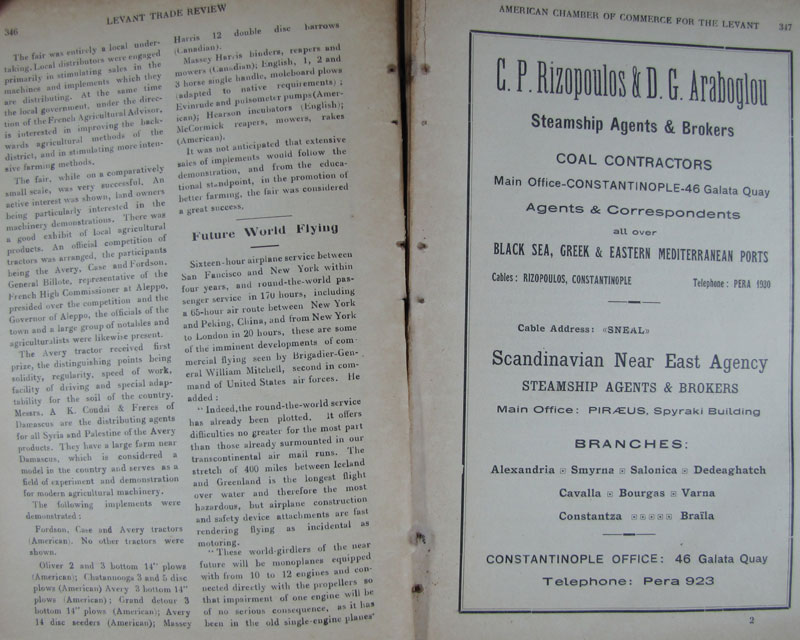 346
LEVANT TRADE REVIEW
The fair was entirely a local under-
taking. Local distributors were engaged
primarily in stimulating sales in the
machines and implements which they
are distributing. At the same time
the local government, under the direc-
tion of the French Agricultural Advisor,
is interested in improving the back-
wards agricultural methods of the
district, and in stimulating more inten-
sive farming methods.
The fair, while on a comparatively
small scale, was very successful. An
active interest was shown, land owners
being particularly interested in the
machinery demonstrations. There was
a good exhibit of local agricultural
products. An official competition of
tractors was arranged, the participants
being the Avery, Case and Fordson.
General Billote, representative of the
French High Commissioner at Aleppo,
presided over the competition and the
Governor of Aleppo, the officials of the
town and a large group of notables and
agriculturalists were likewise present.
The Avery tractor received first
prize, the distinguishing points being
solidity, regularity, speed of work,
facility of driving and special adap-
tability for the soil of the country.
Messrs. A K. Coudsi & Freres of
Damascus are the distributing agents
for all Syria and Palestine of the Avery
products. They have a large farm near
Damascus, which is considered a
model in the country and serves as a
field of experiment and demonstration
for modern agricultural machinery.
The following implements were
demonstrated :
Fordson, Case and Avery tractors
(American). No other tractors were
shown.
Oliver 2 and 3 bottom 14" plows
(American); Chatanooga 3 and 5 disc
plows (American) Avery 3 bottom 14"
plows (American); Grand detour 3
bottom 14" plows (American); Avery
14 disc seeders (American); Massey
Harris 12 double disc harrows
(Canadian).
Massey Harris binders, reapers and
mowers (Canadian); English, 1, 2 and
3 horse single handle, moleboard plows
(adapted to native requirements) ;
Evinrude and pulsometer pumps (Amer-
ican); Hearson incubators (English);
McCormick reapers, mowers, rakes
(American).
It was not anticipated that extensive
sales of implements would follow the
demonstration, and from the educa-
tional standpoint, in the promotion of
better farming, the fair was considered
a great success.
Future World Flying
Sixteen-hour airplane service between
San Fancisco and New York within
four years, and round-the-world pas-
senger service in 170 hours, including
a 65-hour air route between New York
and Peking, China, and from New York
to London in 20 hours, these are some
of the imminent developments of com-
mercial flying seen by Brigadier-Gen-
eral William Mitchell, second in com-
mand of United States air forces. He
added :
"Indeed, the round-the-world service
has already been plotted. It offers
difficulties no greater for the most part
than those already surmounted in our
transcontinental air mail runs. The
stretch of 400 miles between Iceland
and Greenland is the longest flight
over water and therefore the most
hazardous, but airplane construction
and safety device attachments are fast
rendering flying as incidental as
motoring.
"These world-girdlers of the near
future will be monoplanes equipped
with from 10 to 12 engines and con-
nected directly with the propellers so
that impairment of one engine will be
of no serious consequence, as it has
been in the old single-engine planes
AMERICAN CHAMBER OF COMMERCE FOR THE LEVANT
347
C. P. Rizopoulos & D. G. Araboglou
Steamship Agents & Brokers
COAL CONTRACTORS
Main Office-CONSTANTINOPLE-46 Galata Quay
Agents & Correspondents
all over
BLACK SEA, GREEK & EASTERN MEDITERRANEAN PORTS
Cables: RIZOPOULOS, CONSTANTINOPLE Telephone: PERA 1930
Cable Address: «SNEAL»
Scandinavian Near East Agency
STEAMSHIP AGENTS & BROKERS
Main Office: PIRÆUS, Spyraki Building
BRANCHES:
Alexandria ▣ Smyrna ▣ Salonica ▣ Dedeaghatch
Cavalla ▣ Bourgas ▣ Varna
Constantza ▣▣▣▣▣ Braïla
CONSTANTINOPLE OFFICE: 46 Galata Quay
Telephone: Pera 923
2